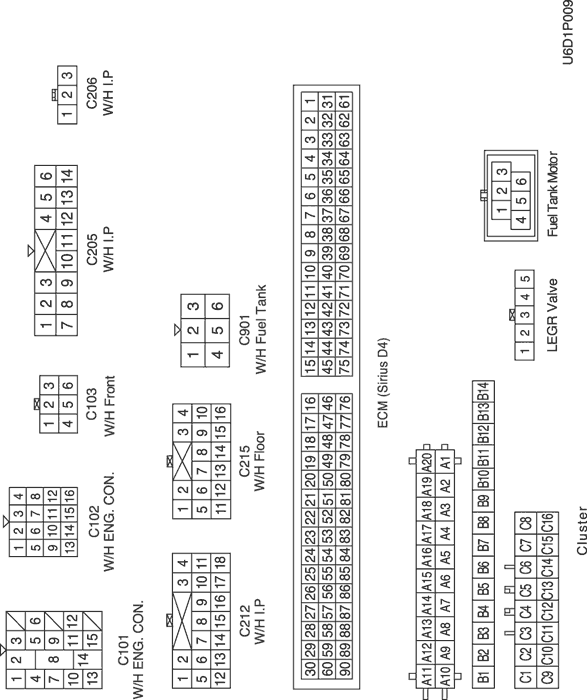 1 2 3
4 5 6
7 8 9 11 12
10 13 14 15
C101
W/H ENG. CON.
1 2 3 4
5 6 7 8
9 10 11 12
13 14 15 16
C102
W/H ENG. CON.
1 2 3
4 5 6
C103
W/H Front
1 2 3 4 5 6
7 8 9 10 11 12 13 14
C205
W/H I.P
1 2 3
C206
W/H I.P
1 2 3 4
5 6 7 8 9 10 11
12 13 14 15 16 17 18
C212
W/H I.P
1 2 3 4
5 6 7 8 9 10
11 12 13 14 15 16
C215
W/H Floor
1 2 3
4 5 6
C901
W/H Fuel Tank
30 29 28 27 26 25 24 23 22 21 20 19 18 17 16 15 14 13 12 11 10 9 8 7 6 5 4 3 2 1
60 59 58 57 56 55 54 53 52 51 50 49 48 47 46 45 44 43 42 41 40 39 38 37 36 35 34 33 32 31
90 89 88 87 86 85 84 83 82 81 80 79 78 77 76 75 74 73 72 71 70 69 68 67 66 65 64 63 62 61
ECM (Sirius D4)
A11 A12 A13 A14 A15 A16 A17 A18 A19 A20
A10 A9 A8 A7 A6 A5 A4 A3 A2 A1
B1 B2 B3 B4 B5 B6 B7 B8 B9 B10 B11 B12 B13 B14
C1 C2 C3 C4 C5 C6 C7 C8
C9 C10 C11 C12 C13 C14 C15 C16
Cluster
1 2 3 4 5
LEGR Valve
1 2 3
4 5 6
Fuel Tank Motor
U6D1P009